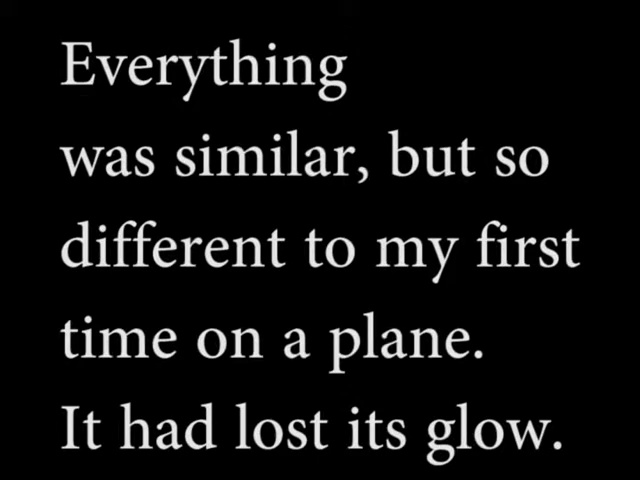 Everything
was similar, but so
different to my first
time on a plane.
It had lost its glow.